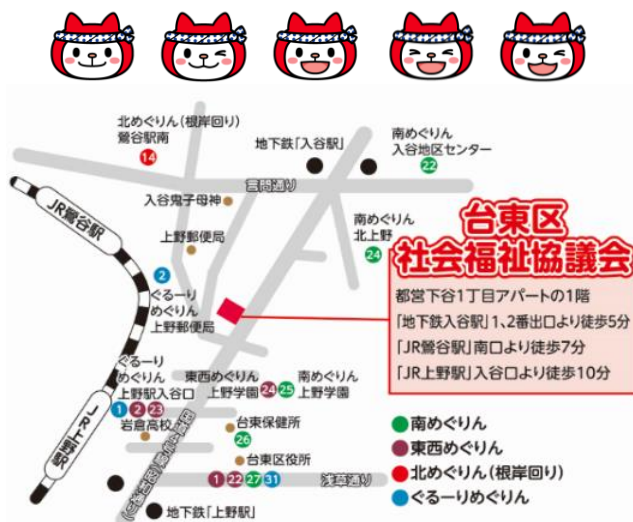 北めぐりん(根岸回り)
鶯谷駅南
14
地下鉄「入谷駅」
南めぐりん
入谷地区センター
22
言問通り
入谷鬼子母神
JR鶯谷駅
上野郵便局
南めぐりん
北上野
24
台東区
社会福祉協議会
都営下谷1丁目アパートの1階
「地下鉄入谷駅」1、2番出口より徒歩5分
「JR鶯谷駅」南口より徒歩7分
「JR上野駅」入谷口より徒歩10分
2
ぐるーり
めぐりん
上野郵便局
ぐるーり
めぐりん
上野駅入谷口
1 2 23
岩倉高校
東西めぐりん
上野学園
24 25
南めぐりん
上野学園
JR上野駅
台東保健所
26
台東区役所
1 22 27 31
浅草通り
地下鉄「上野駅」
南めぐりん
東西めぐりん
北めぐりん(根岸回り)
ぐるーりめぐりん